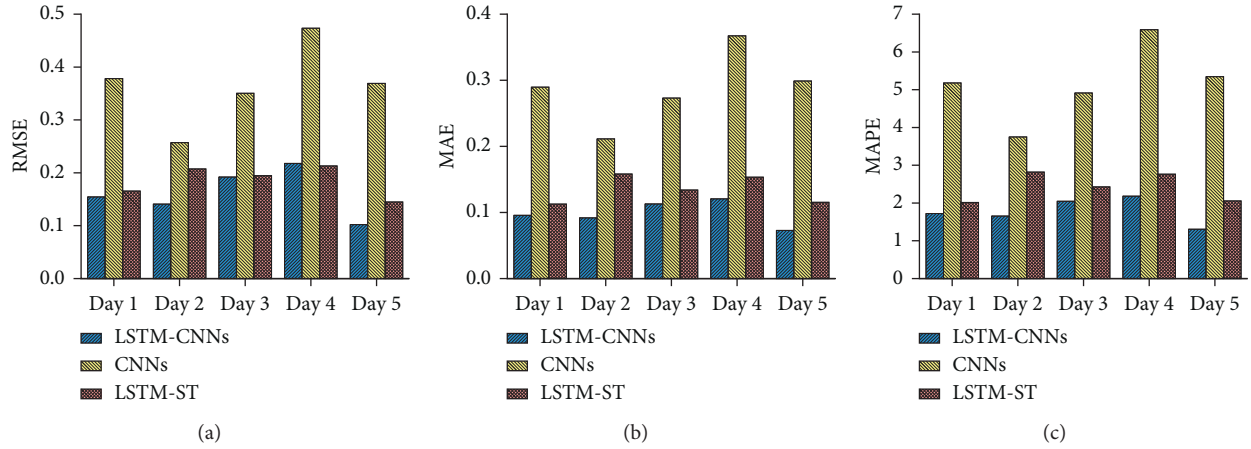 RMSE
0.5
0.4
0.3
0.2
0.1
0.0
Day 1 Day 2 Day 3 Day 4 Day 5
LSTM-CNNs
CNNs
LSTM-ST
(a)
MAE
0.4
0.3
0.2
0.1
0.0
Day 1 Day 2 Day 3 Day 4 Day 5
LSTM-CNNs
CNNs
LSTM-ST
(b)
MAPE
7
6
5
4
3
2
1
0
Day 1 Day 2 Day 3 Day 4 Day 5
LSTM-CNNs
CNNs
LSTM-ST
(c)